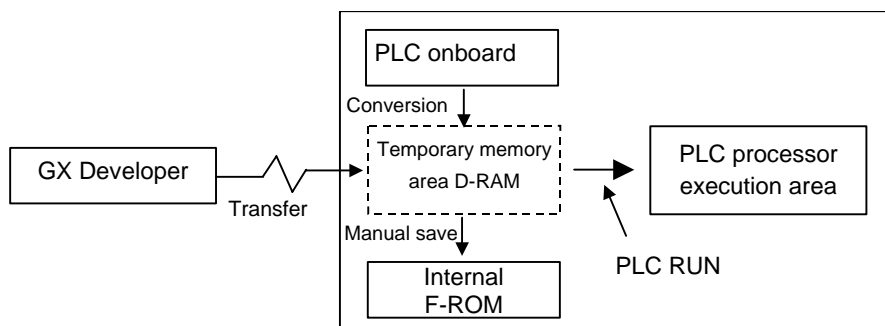 PLC onboard
Conversion
GX Developer
Transfer
Temporary memory
area D-RAM
PLC processor
execution area
Manual save
PLC RUN
Internal
F-ROM